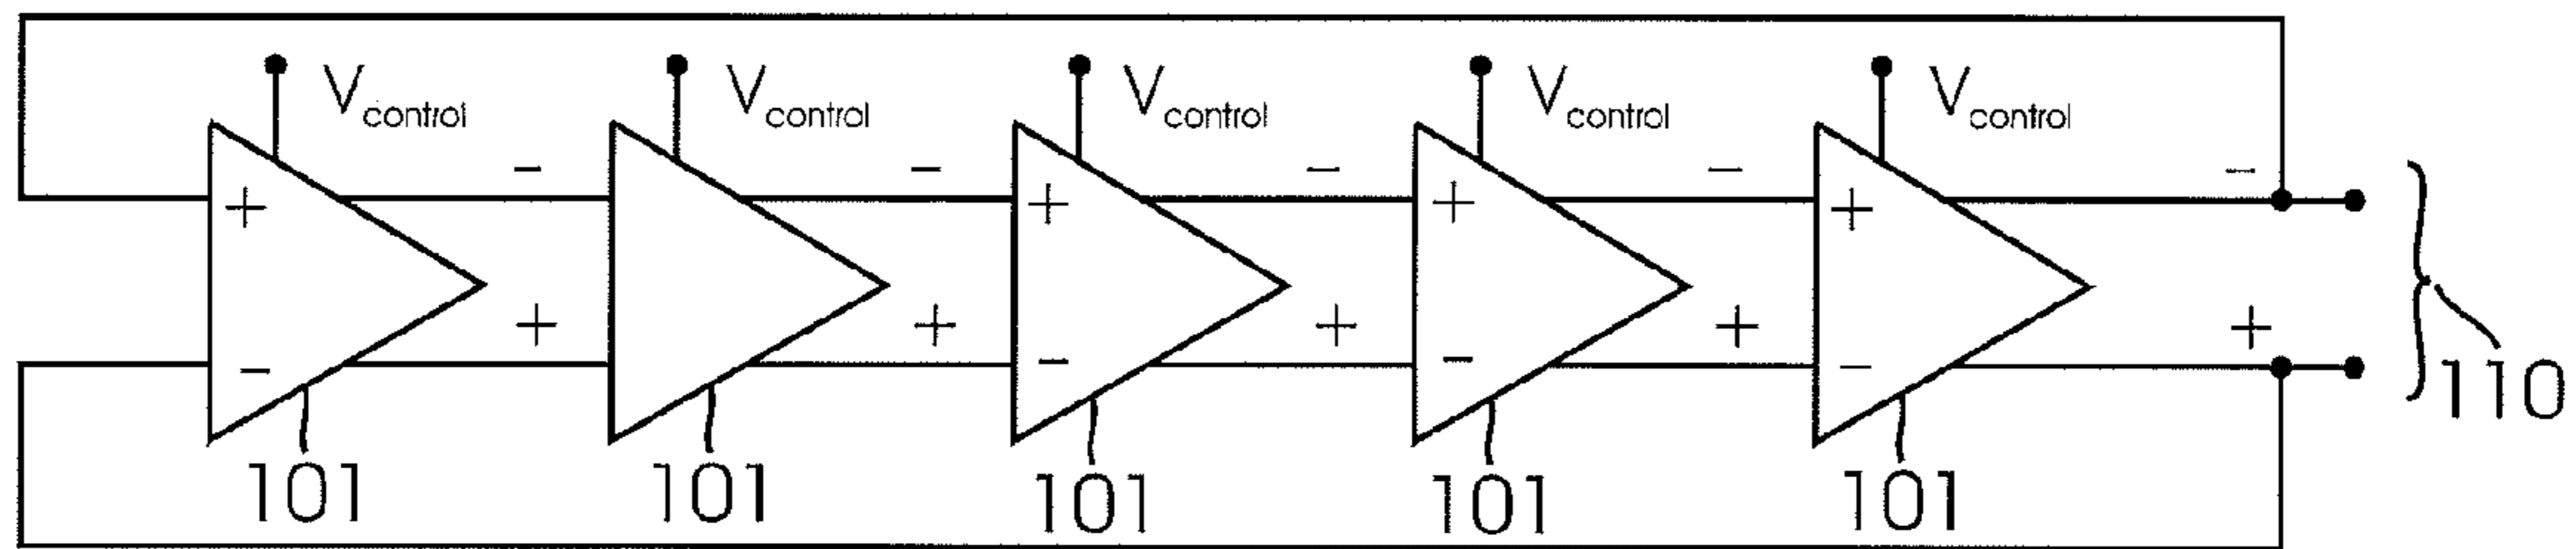 Vcontrol Vcontrol Vcontrol Vcontrol Vcontrol
− − − − −
+ + + +
+ + + + +
− − − −
110
101 101 101 101 101